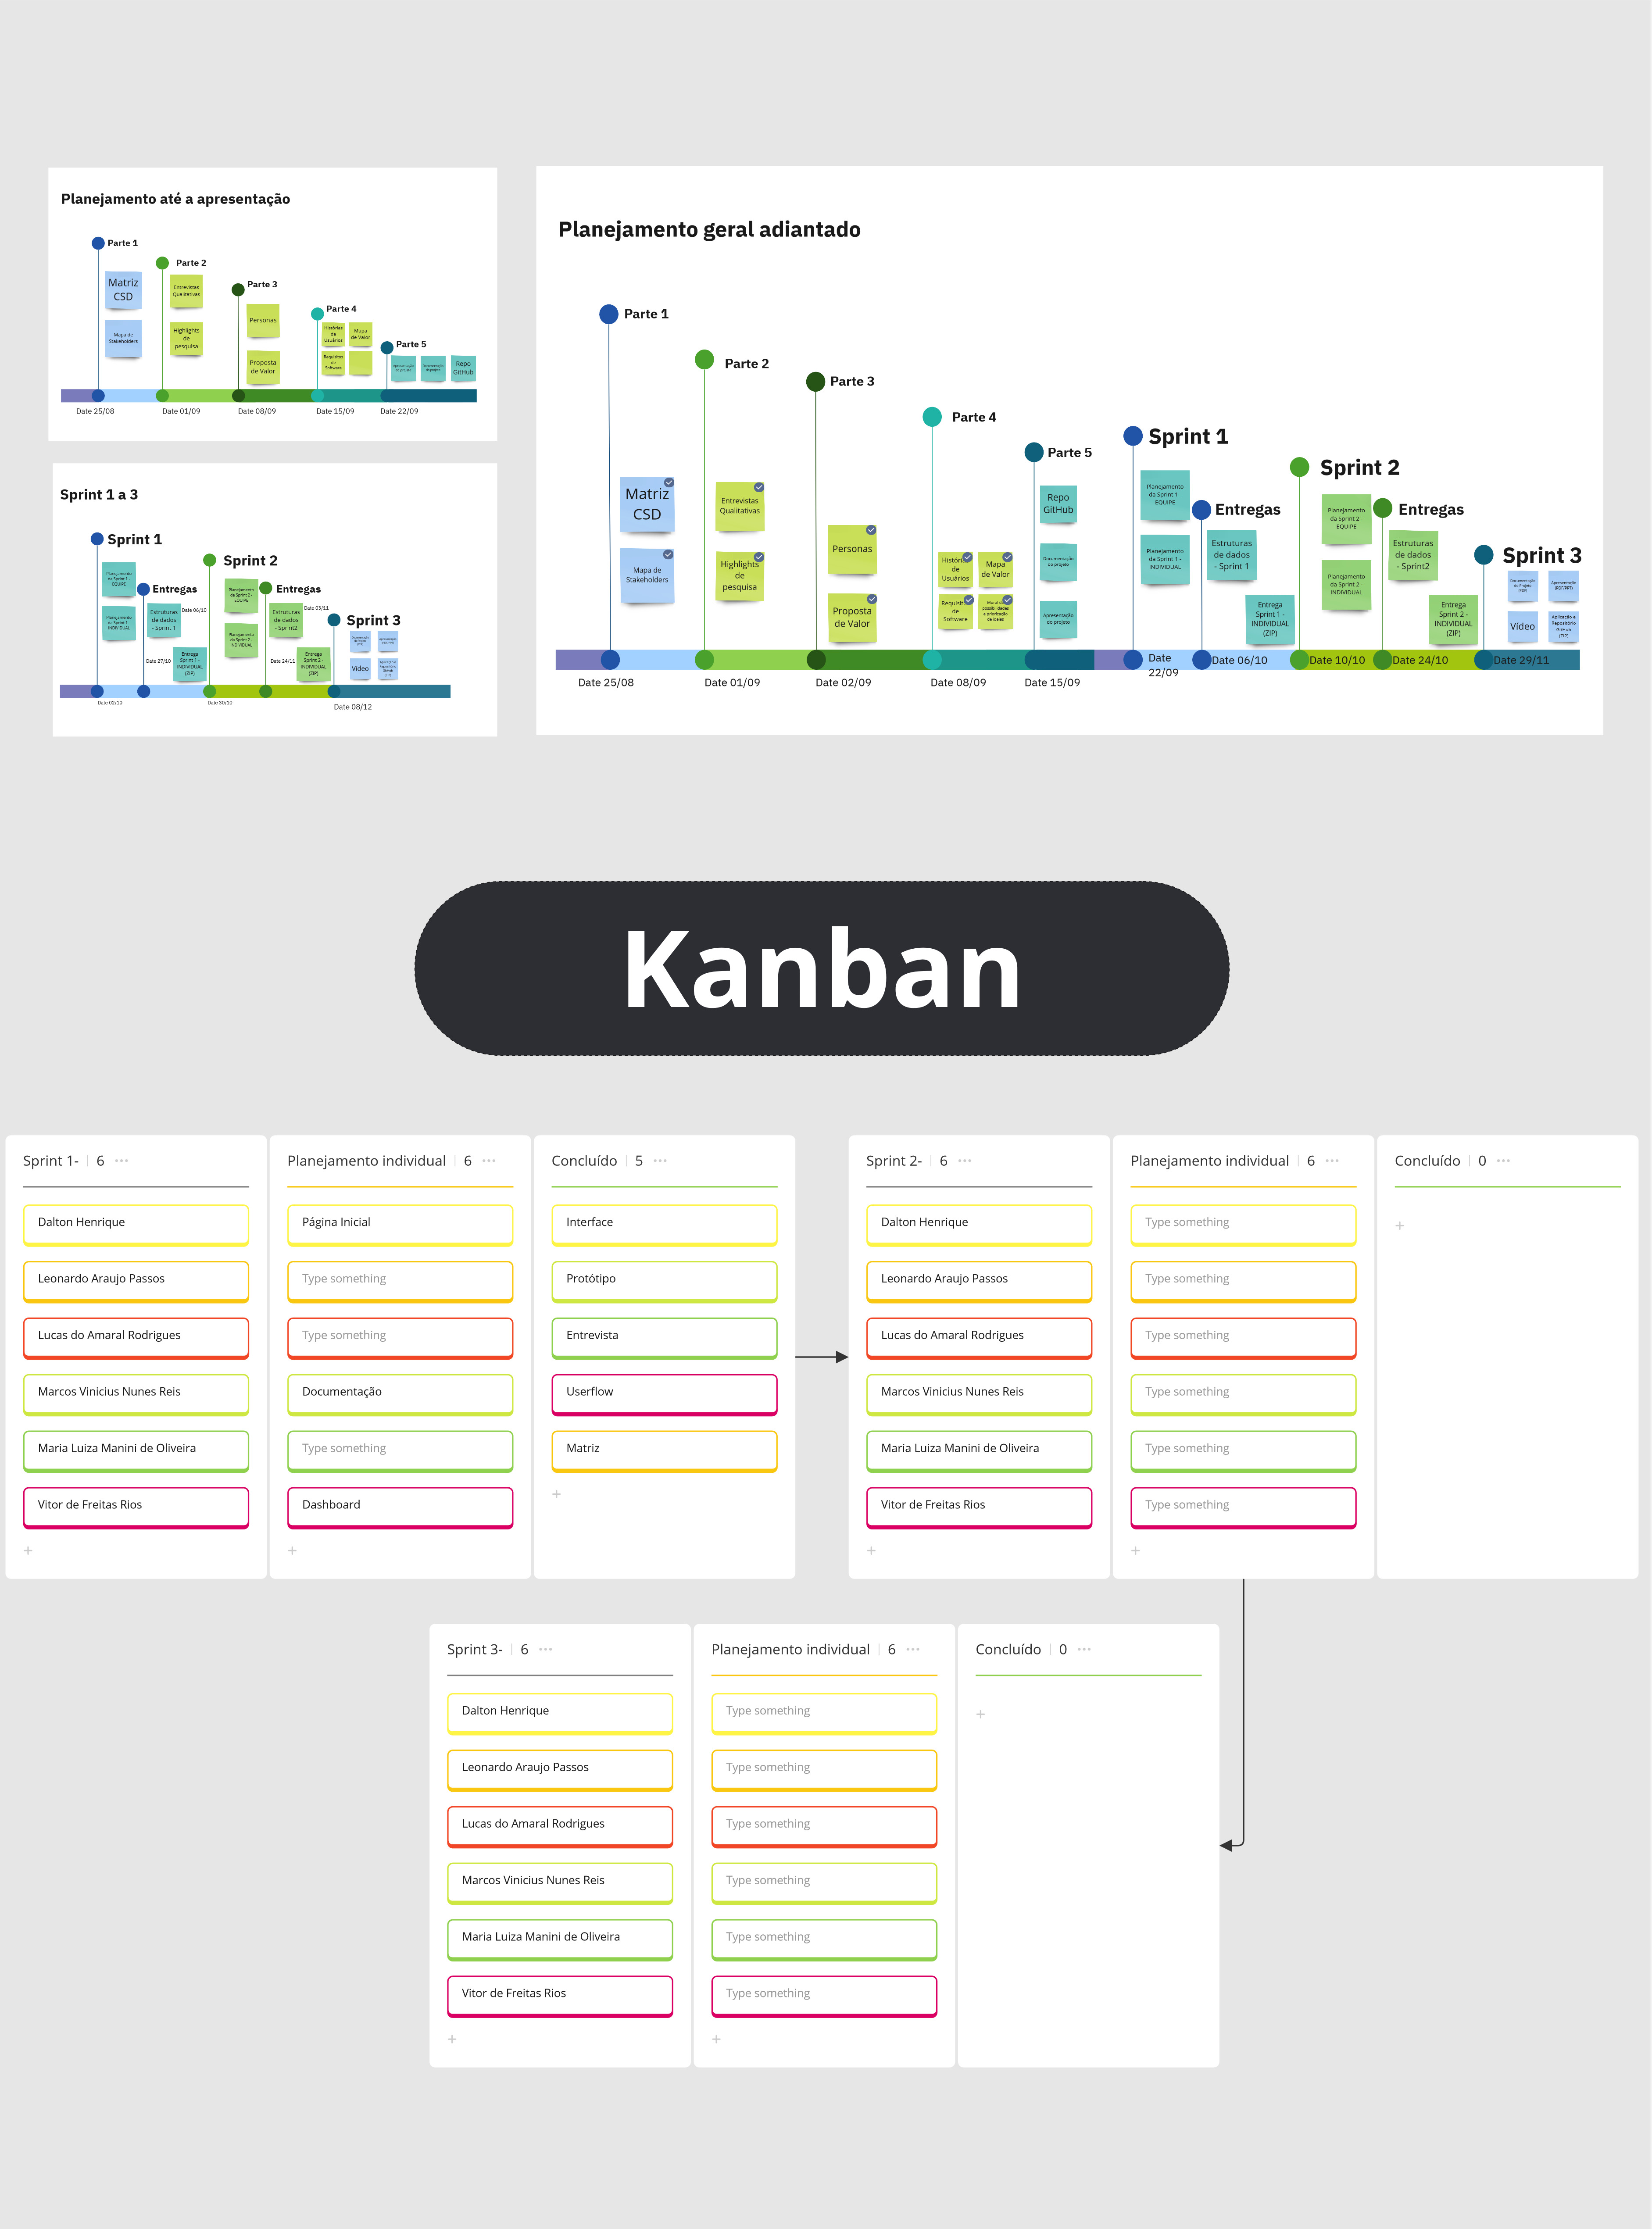 Planejamento até a apresentação
Parte 1
Parte 2
Parte 3
Parte 4
Parte 5
Matriz
CSD
Mapa de
Stakeholders
Entrevistas
Qualitativas
Highlights
de
pesquisa
Personas
Proposta
de Valor
Histórias
de
Usuários
Mapa
de Valor
Requisitos
de
Software
Apresentação
do projeto
Documentação
do projeto
Repo
GitHub
Date 25/08
Date 01/09
Date 08/09
Date 15/09
Date 22/09
Sprint 1 a 3
Sprint 1
Sprint 2
Entregas
Entregas
Sprint 3
Planejamento
da Sprint 1 -
EQUIPE
Planejamento
da Sprint 1 -
INDIVIDUAL
Estruturas
de dados
- Sprint 1
Date 06/10
Date 27/10
Entrega
Sprint 1 -
INDIVIDUAL
(ZIP)
Planejamento
da Sprint 2 -
EQUIPE
Planejamento
da Sprint 2 -
INDIVIDUAL
Estruturas
de dados
- Sprint2
Date 03/11
Date 24/11
Entrega
Sprint 2 -
INDIVIDUAL
(ZIP)
Vídeo
Date 02/10
Date 30/10
Date 08/12
Planejamento geral adiantado
Parte 1
Parte 2
Parte 3
Parte 4
Parte 5
Sprint 1
Entregas
Sprint 2
Entregas
Sprint 3
Matriz
CSD
Mapa de
Stakeholders
Entrevistas
Qualitativas
Highlights
de
pesquisa
Personas
Proposta
de Valor
de
Usuários
Mapa
de Valor
Requisitos
de
Software
Mural de
possibilidades
e priorização
de ideias
Repo
GitHub
Documentação
do projeto
Apresentação
do projeto
Planejamento
da Sprint 1 -
EQUIPE
Planejamento
da Sprint 1 -
INDIVIDUAL
Estruturas
de dados
- Sprint 1
Entrega
Sprint 1 -
INDIVIDUAL
(ZIP)
Planejamento
da Sprint 2 -
EQUIPE
Planejamento
da Sprint 2 -
INDIVIDUAL
Estruturas
de dados
- Sprint2
Entrega
Sprint 2 -
INDIVIDUAL
(ZIP)
Documentação
do Projeto
(PDF)
Apresentação
(PDF/PPT)
Vídeo
Aplicação e
Repositório
GitHub
(ZIP)
Date 25/08
Date 01/09
Date 02/09
Date 08/09
Date 15/09
Date
22/09
Date 06/10
Date 10/10
Date 24/10
Date 29/11
Kanban
Sprint 1- 6
Dalton Henrique
Leonardo Araujo Passos
Lucas do Amaral Rodrigues
Marcos Vinicius Nunes Reis
Maria Luiza Manini de Oliveira
Vitor de Freitas Rios
Planejamento individual 6
Página Inicial
Type something
Type something
Documentação
Type something
Dashboard
Concluído 5
Interface
Protótipo
Entrevista
Userflow
Matriz
Sprint 2- 6
Dalton Henrique
Leonardo Araujo Passos
Lucas do Amaral Rodrigues
Marcos Vinicius Nunes Reis
Maria Luiza Manini de Oliveira
Vitor de Freitas Rios
Planejamento individual 6
Type something
Type something
Type something
Type something
Type something
Type something
Concluído 0
Sprint 3- 6
Dalton Henrique
Leonardo Araujo Passos
Lucas do Amaral Rodrigues
Marcos Vinicius Nunes Reis
Maria Luiza Manini de Oliveira
Vitor de Freitas Rios
Planejamento individual 6
Type something
Type something
Type something
Type something
Type something
Type something
Concluído 0